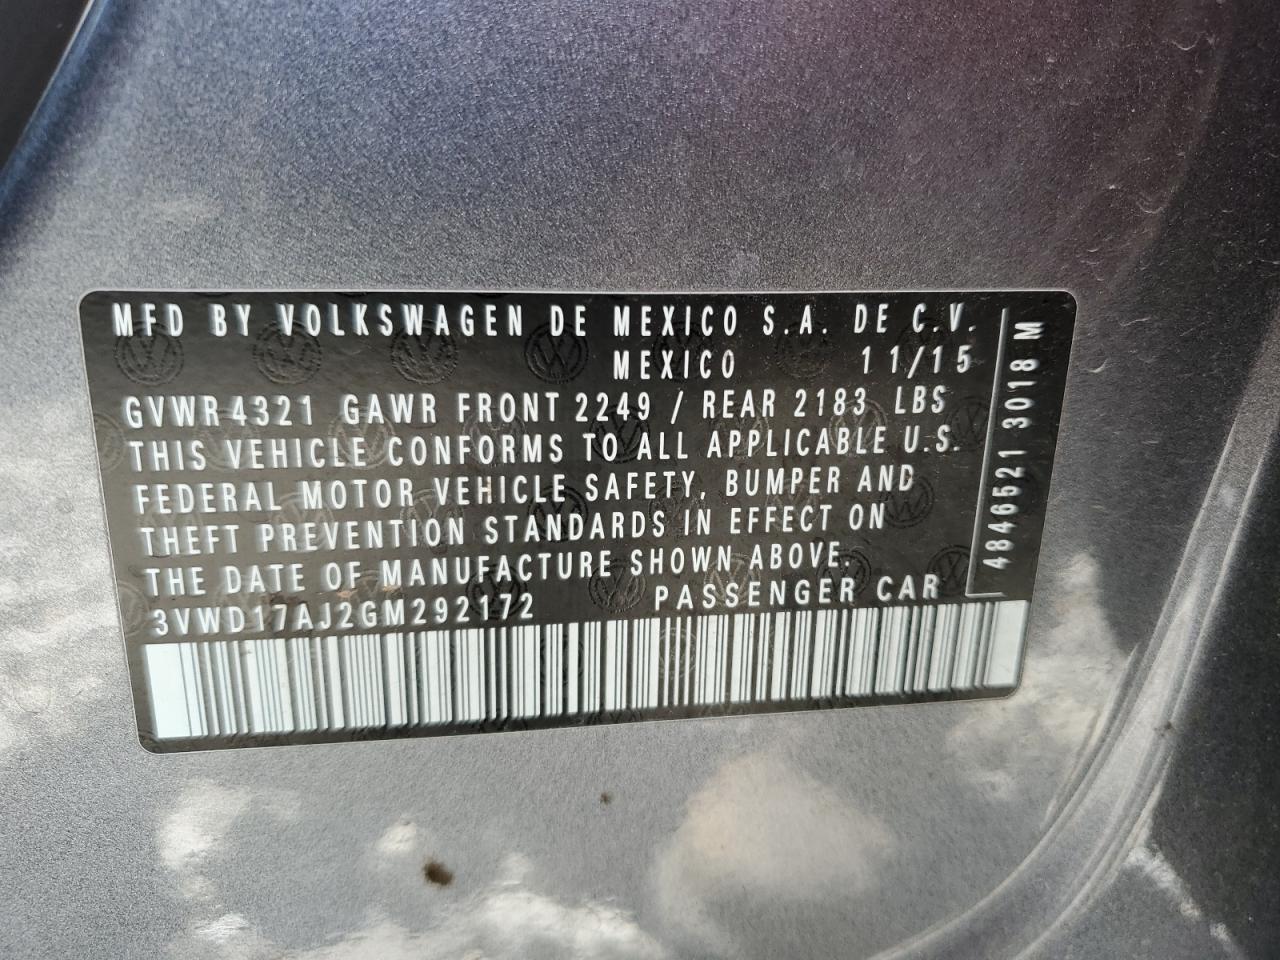 MFD BY VOLKSWAGEN DE MEXICO S.A. DE C.V.
MEXICO 11/15
GVWR 4321 GAWR FRONT 2249 / REAR 2183 LBS
THIS VEHICLE CONFORMS TO ALL APPLICABLE U.S.
FEDERAL MOTOR VEHICLE SAFETY, BUMPER AND
THEFT PREVENTION STANDARDS IN EFFECT ON
THE DATE OF MANUFACTURE SHOWN ABOVE.
3VWD17AJ2GM292172 PASSENGER CAR
4846521 3018 M